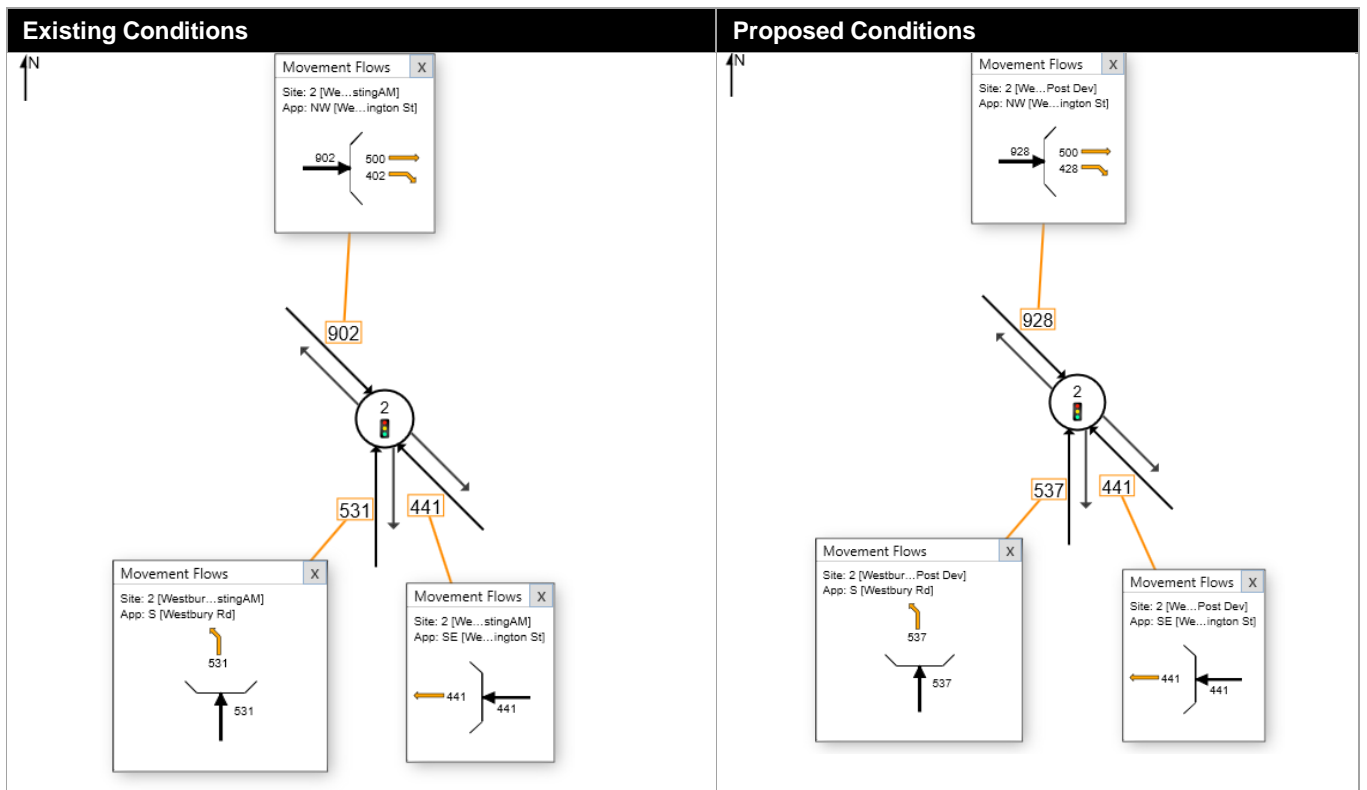 Existing Conditions
N
Movement Flows X
Site: 2 [We...stingAM]
App: NW [We...ington St]
902
500
402
902
2
531
441
Movement Flows X
Site: 2 [Westbur...stingAM]
App: S [Westbury Rd]
531
531
Movement Flows X
Site: 2 [We...stingAM]
App: SE [We...ington St]
441
441
Proposed Conditions
N
Movement Flows X
Site: 2 [We...Post Dev]
App: NW [We...ington St]
928
500
428
928
2
537
441
Movement Flows X
Site: 2 [Westbur...Post Dev]
App: S [Westbury Rd]
537
537
Movement Flows X
Site: 2 [We...Post Dev]
App: SE [We...ington St]
441
441